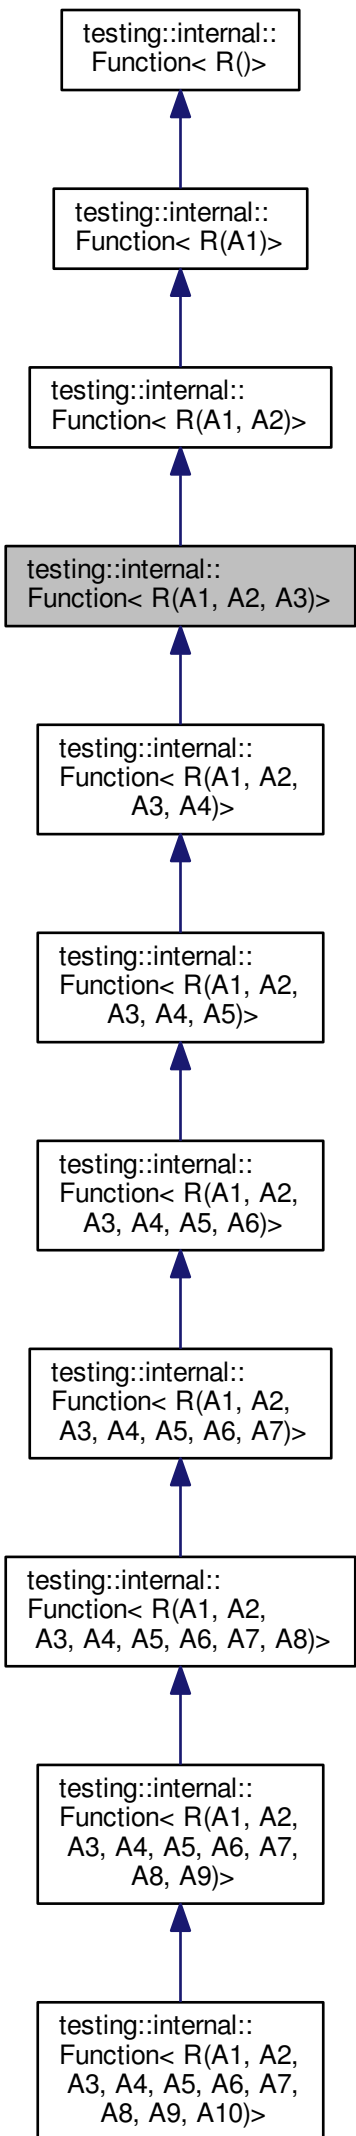 testing::internal::
Function< R()>
testing::internal::
Function< R(A1)>
testing::internal::
Function< R(A1, A2)>
testing::internal::
Function< R(A1, A2, A3)>
testing::internal::
Function< R(A1, A2,
A3, A4)>
testing::internal::
Function< R(A1, A2,
A3, A4, A5)>
testing::internal::
Function< R(A1, A2,
A3, A4, A5, A6)>
testing::internal::
Function< R(A1, A2,
A3, A4, A5, A6, A7)>
testing::internal::
Function< R(A1, A2,
A3, A4, A5, A6, A7, A8)>
testing::internal::
Function< R(A1, A2,
A3, A4, A5, A6, A7,
A8, A9)>
testing::internal::
Function< R(A1, A2,
A3, A4, A5, A6, A7,
A8, A9, A10)>